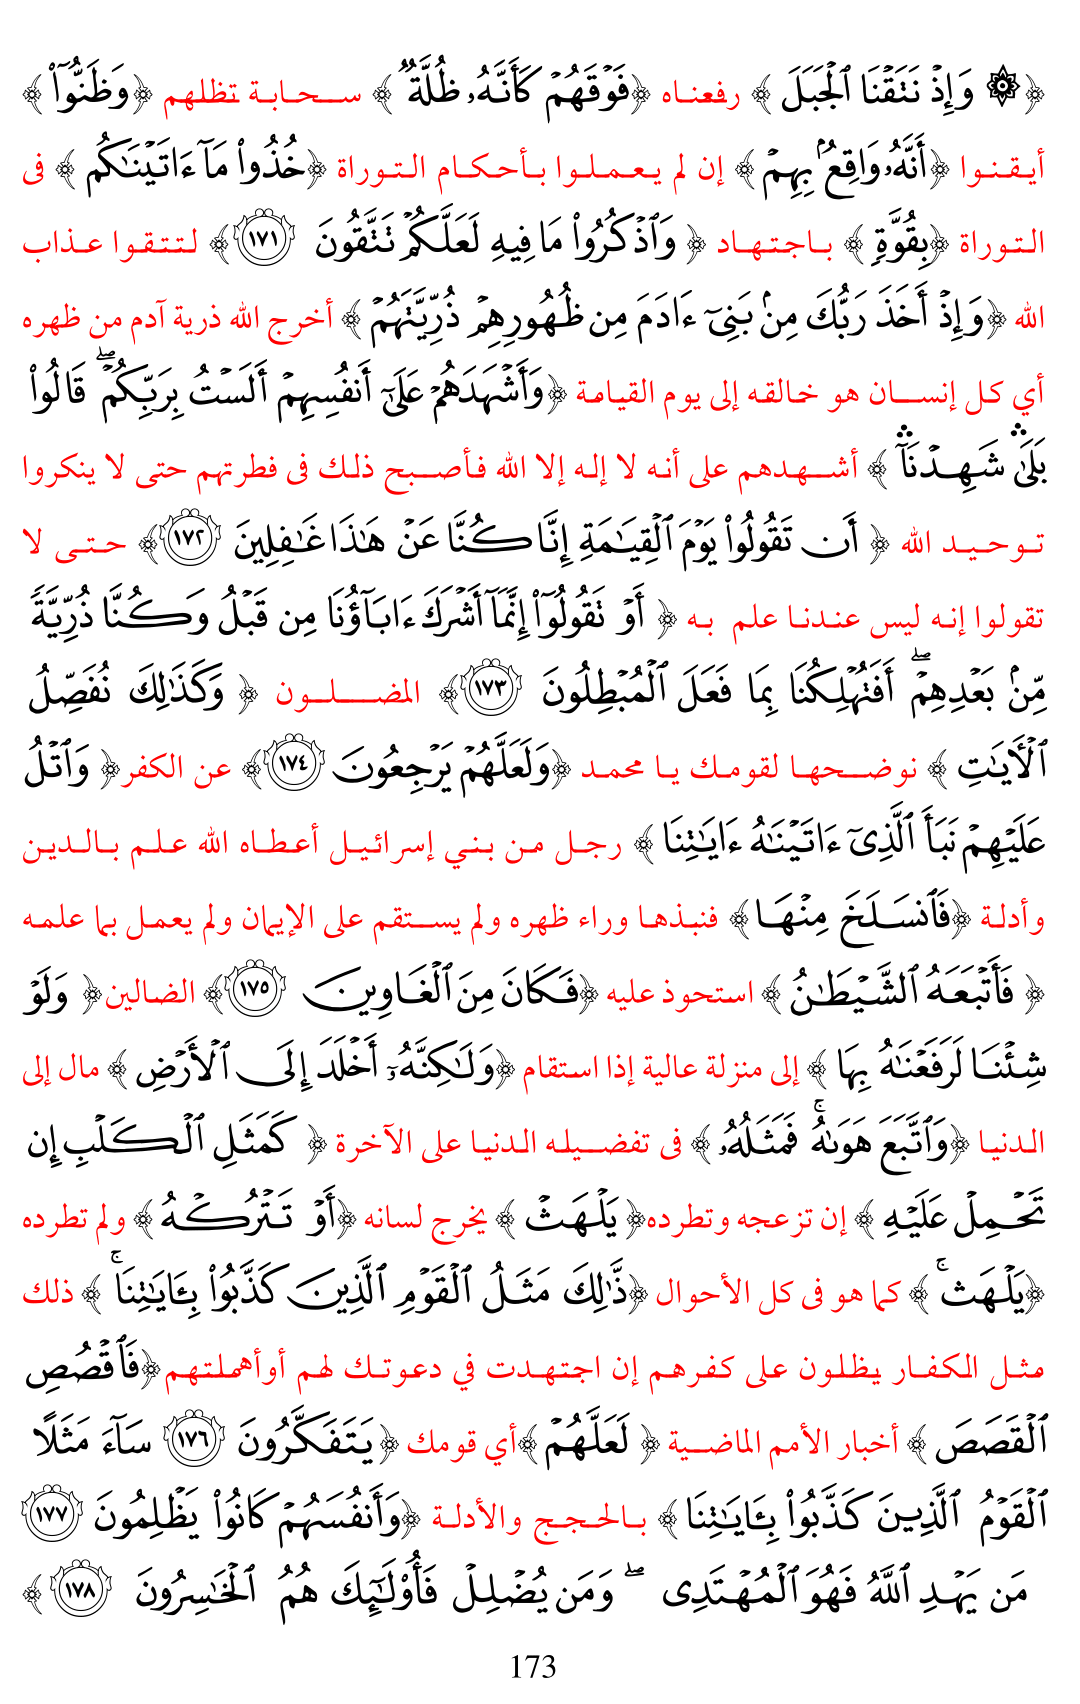 ﴿ ۞ وَإِذْ نَتَقْنَا ٱلْجَبَلَ ﴾ رفعناه ﴿فَوْقَهُمْ كَأَنَّهُۥ ظُلَّةٌ ﴾ سحابة تظلهم ﴿وَظَنُّوٓا۟ ﴾
أيقنوا ﴿أَنَّهُۥ وَاقِعٌۢ بِهِمْ ﴾ إن لم يعملوا بأحكام التوراة ﴿خُذُوا۟ مَآ ءَاتَيْنَـٰكُم ﴾ فى
التوراة ﴿بِقُوَّةٍ ﴾ باجتهاد ﴿ وَٱذْكُرُوا۟ مَا فِيهِ لَعَلَّكُمْ تَتَّقُونَ ١٧١﴾ لتتقوا عذاب
الله ﴿وَإِذْ أَخَذَ رَبُّكَ مِنۢ بَنِىٓ ءَادَمَ مِن ظُهُورِهِمْ ذُرِّيَّتَهُمْ ﴾ أخرج الله ذرية آدم من ظهره
أي كل إنسان هو خالقه إلى يوم القيامة ﴿وَأَشْهَدَهُمْ عَلَىٰٓ أَنفُسِهِمْ أَلَسْتُ بِرَبِّكُمْ ۖ قَالُوا۟
بَلَىٰ ۛ شَهِدْنَآ ۛ ﴾ أشهدهم على أنه لا إله إلا الله فأصبح ذلك فى فطرتهم حتى لا ينكروا
توحيد الله ﴿ أَن تَقُولُوا۟ يَوْمَ ٱلْقِيَـٰمَةِ إِنَّا كُنَّا عَنْ هَـٰذَا غَـٰفِلِينَ ١٧٢﴾ حتى لا
تقولوا إنه ليس عندنا علم به ﴿ أَوْ تَقُولُوٓا۟ إِنَّمَآ أَشْرَكَ ءَابَآؤُنَا مِن قَبْلُ وَكُنَّا ذُرِّيَّةً
مِّنۢ بَعْدِهِمْ ۖ أَفَتُهْلِكُنَا بِمَا فَعَلَ ٱلْمُبْطِلُونَ ١٧٣﴾ المضلون ﴿ وَكَذَٰلِكَ نُفَصِّلُ
ٱلْـَٔايَـٰتِ ﴾ نوضحها لقومك يا محمد ﴿وَلَعَلَّهُمْ يَرْجِعُونَ ١٧٤﴾ عن الكفر﴿ وَٱتْلُ
عَلَيْهِمْ نَبَأَ ٱلَّذِىٓ ءَاتَيْنَـٰهُ ءَايَـٰتِنَا ﴾ رجل من بني إسرائيل أعطاه الله علم بالدين
وأدلة ﴿فَٱنسَلَخَ مِنْهَا﴾ فنبذها وراء ظهره ولم يستقم على الإيمان ولم يعمل بما علمه
﴿ فَأَتْبَعَهُ ٱلشَّيْطَـٰنُ ﴾ استحوذ عليه ﴿فَكَانَ مِنَ ٱلْغَاوِينَ ١٧٥﴾ الضالين﴿ وَلَوْ
شِئْنَا لَرَفَعْنَـٰهُ بِهَا ﴾ إلى منزلة عالية إذا استقام ﴿وَلَـٰكِنَّهُۥٓ أَخْلَدَ إِلَى ٱلْأَرْضِ ﴾ مال إلى
الدنيا ﴿وَٱتَّبَعَ هَوَىٰهُ ۚ فَمَثَلُهُۥ ﴾ فى تفضيله الدنيا على الآخرة ﴿ كَمَثَلِ ٱلْكَلْبِ إِن
تَحْمِلْ عَلَيْهِ ﴾ إن تزعجه وتطرده﴿ يَلْهَثْ ﴾ يخرج لسانه ﴿أَوْ تَتْرُكْهُ ﴾ ولم تطرده
﴿يَلْهَث ۚ ﴾ كما هو فى كل الأحوال ﴿ذَّٰلِكَ مَثَلُ ٱلْقَوْمِ ٱلَّذِينَ كَذَّبُوا۟ بِـَٔايَـٰتِنَا ۚ ﴾ ذلك
مثل الكفار يظلون على كفرهم إن اجتهدت في دعوتك لهم أوأهملتهم ﴿فَٱقْصُصِ
ٱلْقَصَصَ ﴾ أخبار الأمم الماضية ﴿ لَعَلَّهُمْ ﴾أي قومك ﴿يَتَفَكَّرُونَ ١٧٦ سَآءَ مَثَلًا
ٱلْقَوْمُ ٱلَّذِينَ كَذَّبُوا۟ بِـَٔايَـٰتِنَا ﴾ بالحجج والأدلة ﴿وَأَنفُسَهُمْ كَانُوا۟ يَظْلِمُونَ ١٧٧
مَن يَهْدِ ٱللَّهُ فَهُوَ ٱلْمُهْتَدِى ۖ وَمَن يُضْلِلْ فَأُو۟لَـٰٓئِكَ هُمُ ٱلْخَـٰسِرُونَ ١٧٨ ﴾
173